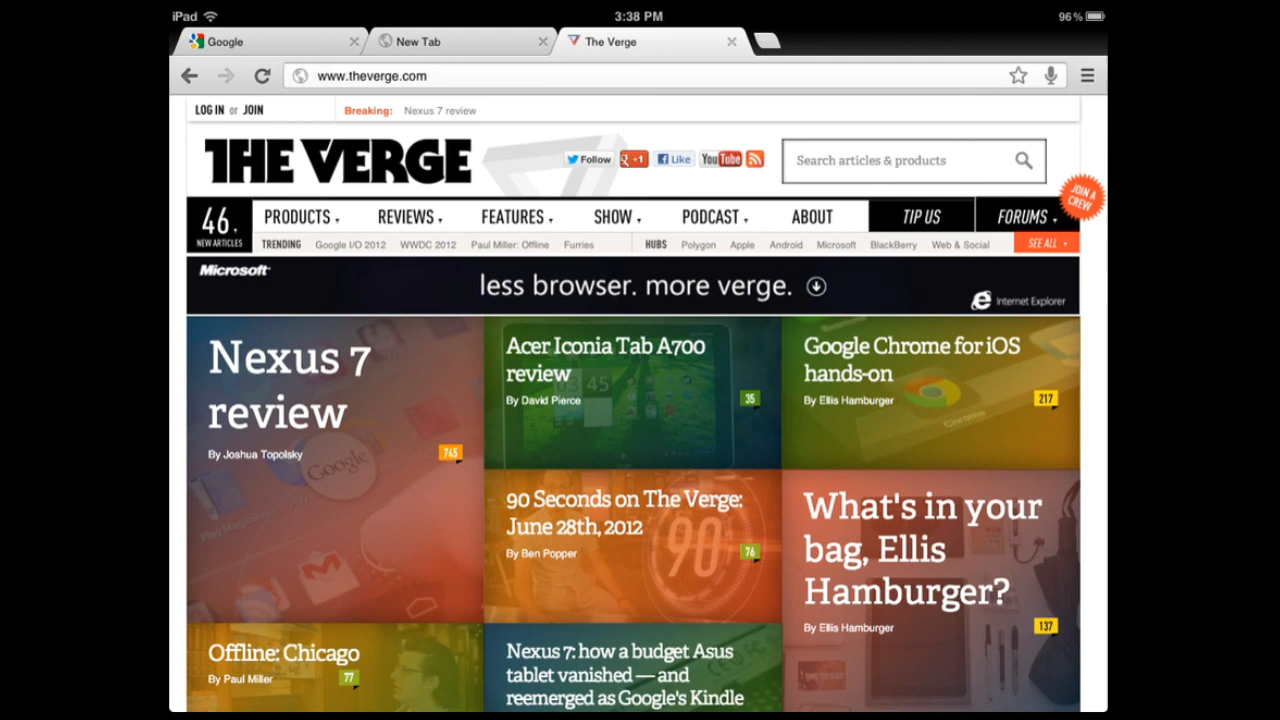 iPad 3:38 PM 96%
Google New Tab The Verge
www.theverge.com
LOG IN or JOIN Breaking: Nexus 7 review
THE VERGE Follow +1 Like YouTube Search articles & products
JOIN A
CREW
46 PRODUCTS REVIEWS FEATURES SHOW PODCAST ABOUT TIP US FORUMS
NEW ARTICLES TRENDING Google I/O 2012 WWDC 2012 Paul Miller: Offline Furries HUBS Polygon Apple Android Microsoft BlackBerry Web & Social SEE ALL
Microsoft
less browser. more verge.
Internet Explorer
Nexus 7
review
By Joshua Topolsky 745
Google
Acer Iconia Tab A700
review
By David Pierce 35
Google Chrome for iOS
hands-on
By Ellis Hamburger 217
90 Seconds on The Verge:
June 28th, 2012
By Ben Popper 76
90
What's in your
bag, Ellis
Hamburger?
By Ellis Hamburger 137
Offline: Chicago
By Paul Miller 77
Nexus 7: how a budget Asus
tablet vanished — and
reemerged as Google's Kindle